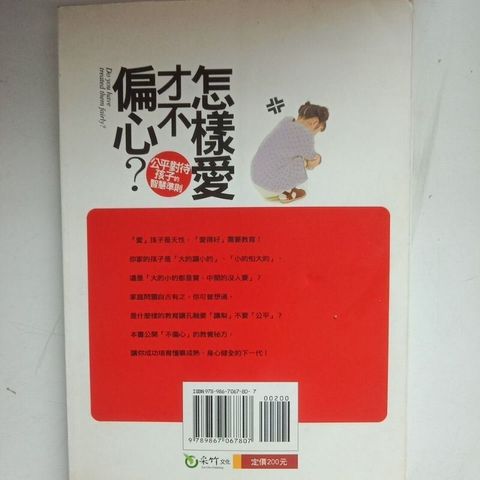 怎樣愛
才不
偏心?
Do you have
treated them fairly?
公平對待
孩子的
智慧準則
「愛」孩子是天性,「愛得好」需要教育!
你家的孩子是「大的讓小的」、「小的怕大的」,
還是「大的小的都是寶、中間的沒人要」?
家庭問題自古有之,你可曾想過,
是什麼樣的教育讓孔融要「讓梨」不要「公平」?
本書公開「不偏心」的教養秘方,
讓你成功培育懂事成熟、身心健全的下一代!
ISBN 978-986-7067-80-7
00200
9789867067807
采竹文化
定價200元